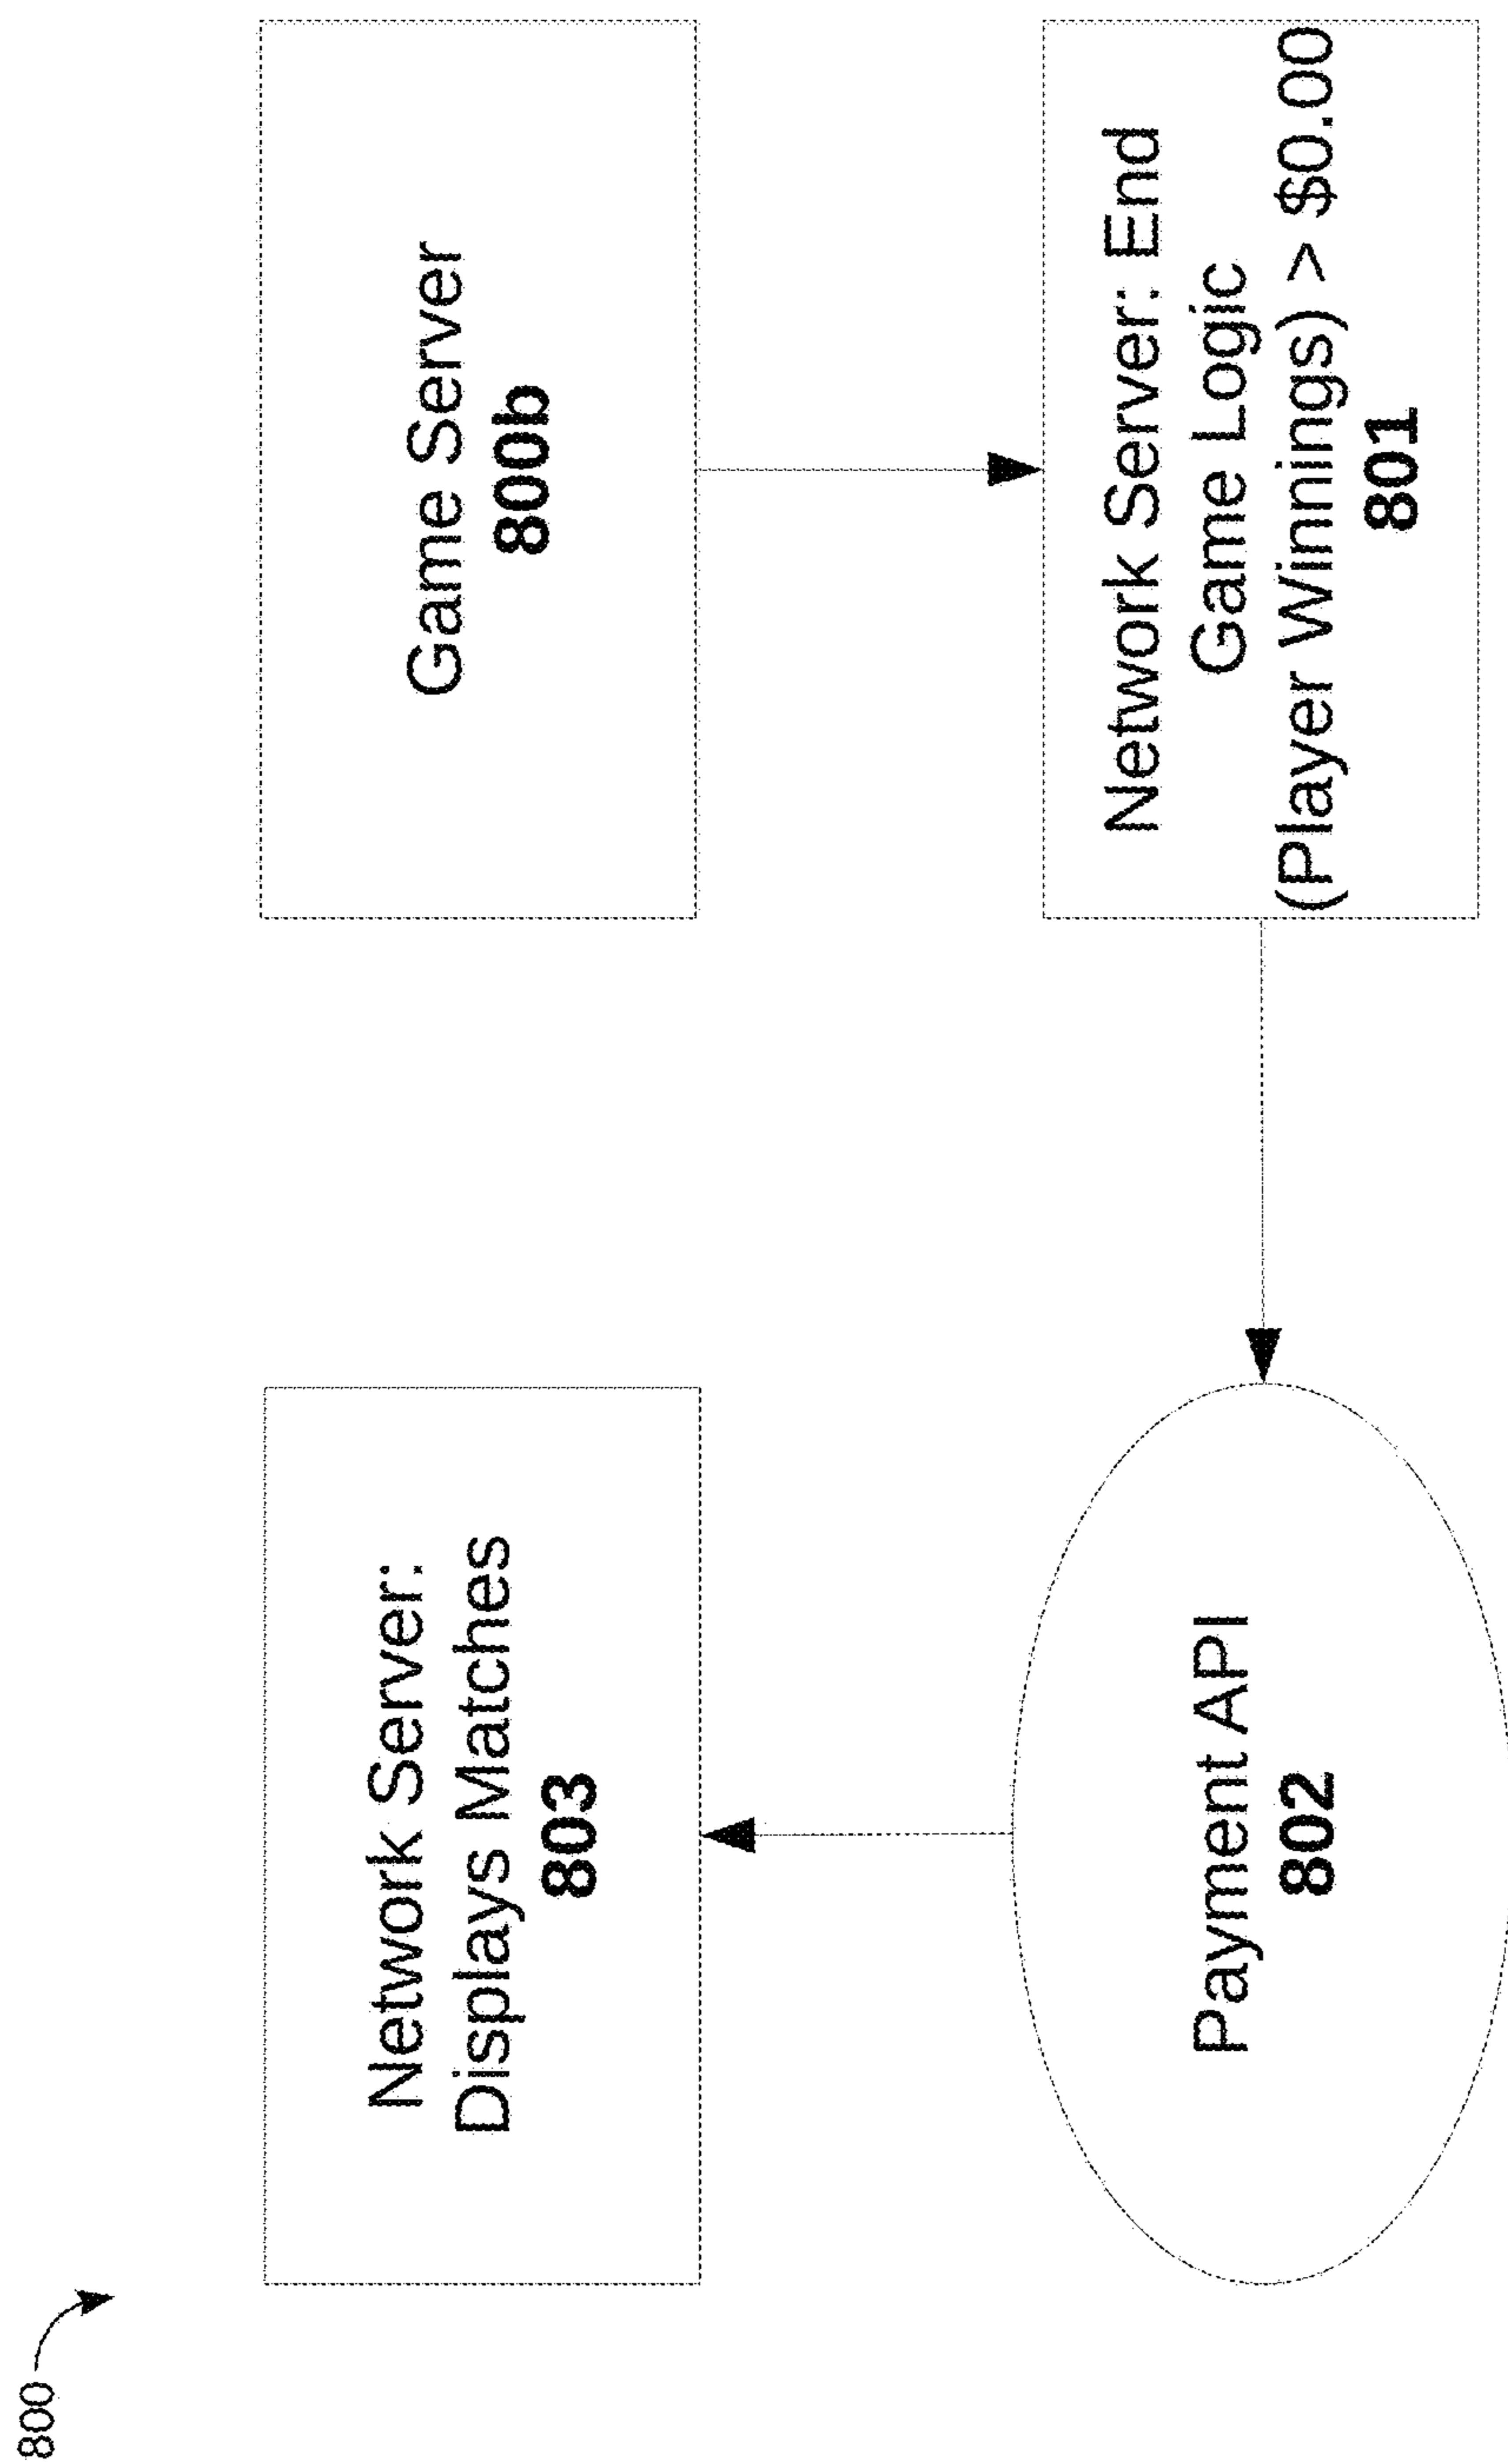 800
Network Server:
Displays Matches
803
Game Server
800b
Payment API
802
Network Server: End
Game Logic
(Player Winnings) > $0.00
801